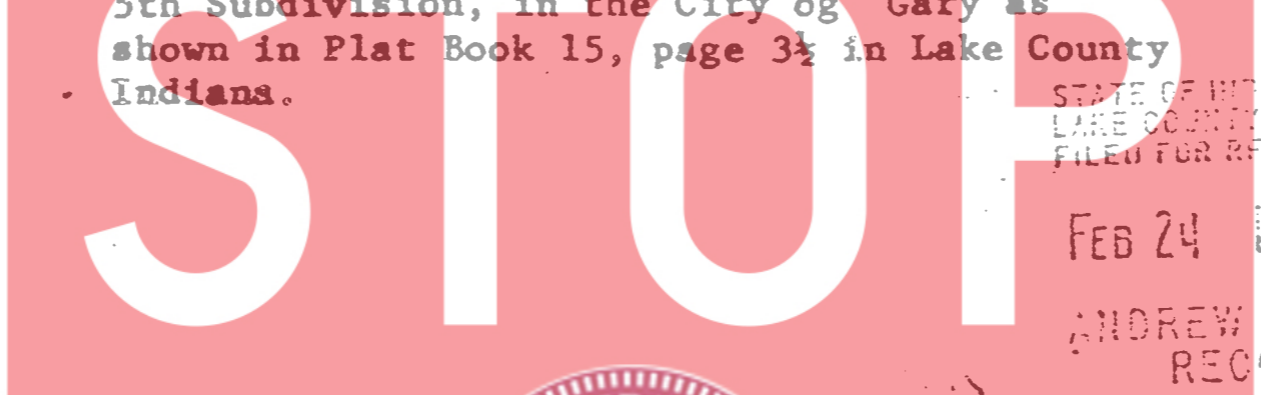 5th Subdivision, in the City og Gary as
shown in Plat Book 15, page 3½ in Lake County
Indiana.
STOP
STATE OF
LAKE COUNTY
FILED FOR
FEB 24
ANDREW